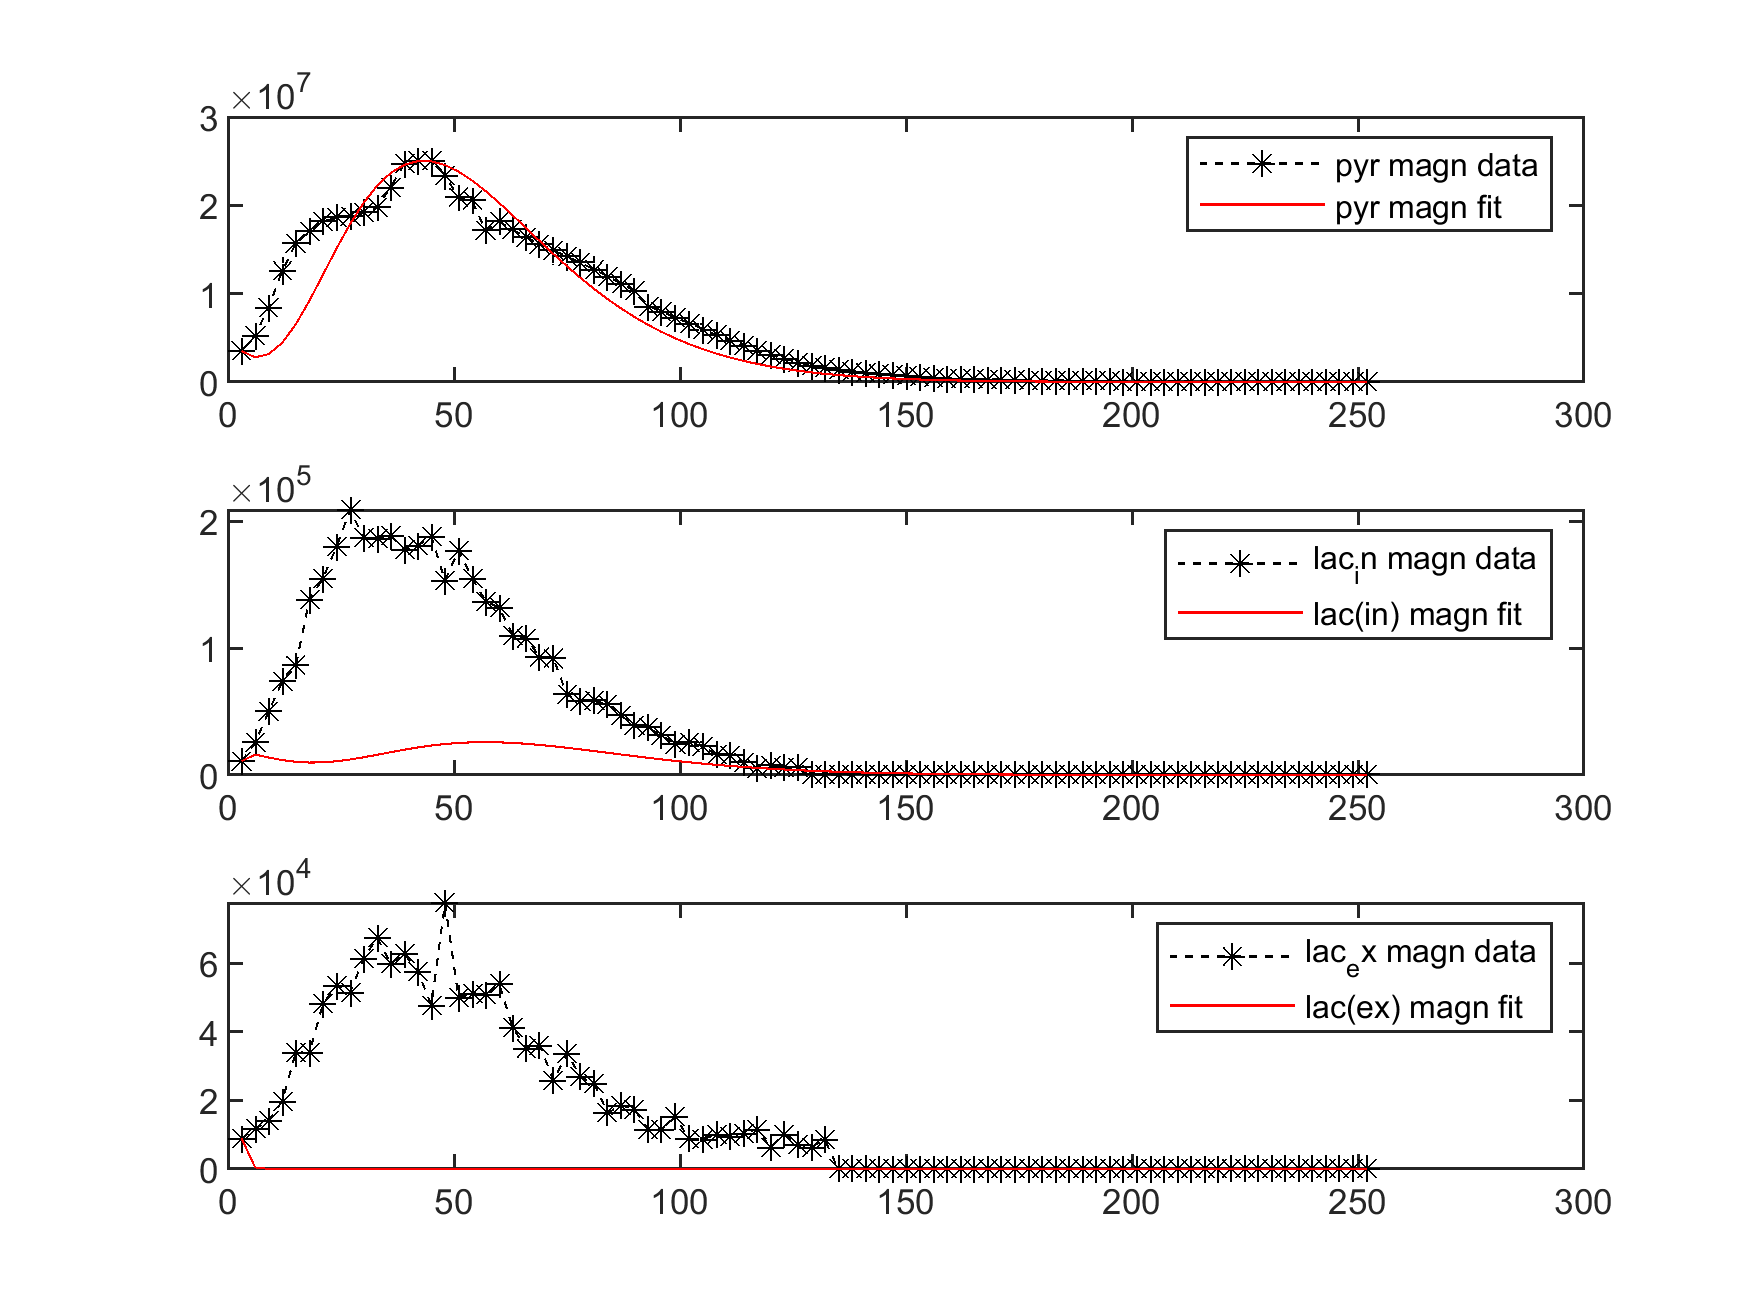 ×10⁷
3
2
1
0
0 50 100 150 200 250 300
pyr magn data
pyr magn fit
×10⁵
2
1
0
0 50 100 150 200 250 300
lacᵢn magn data
lac(in) magn fit
×10⁴
6
4
2
0
0 50 100 150 200 250 300
lacₑx magn data
lac(ex) magn fit